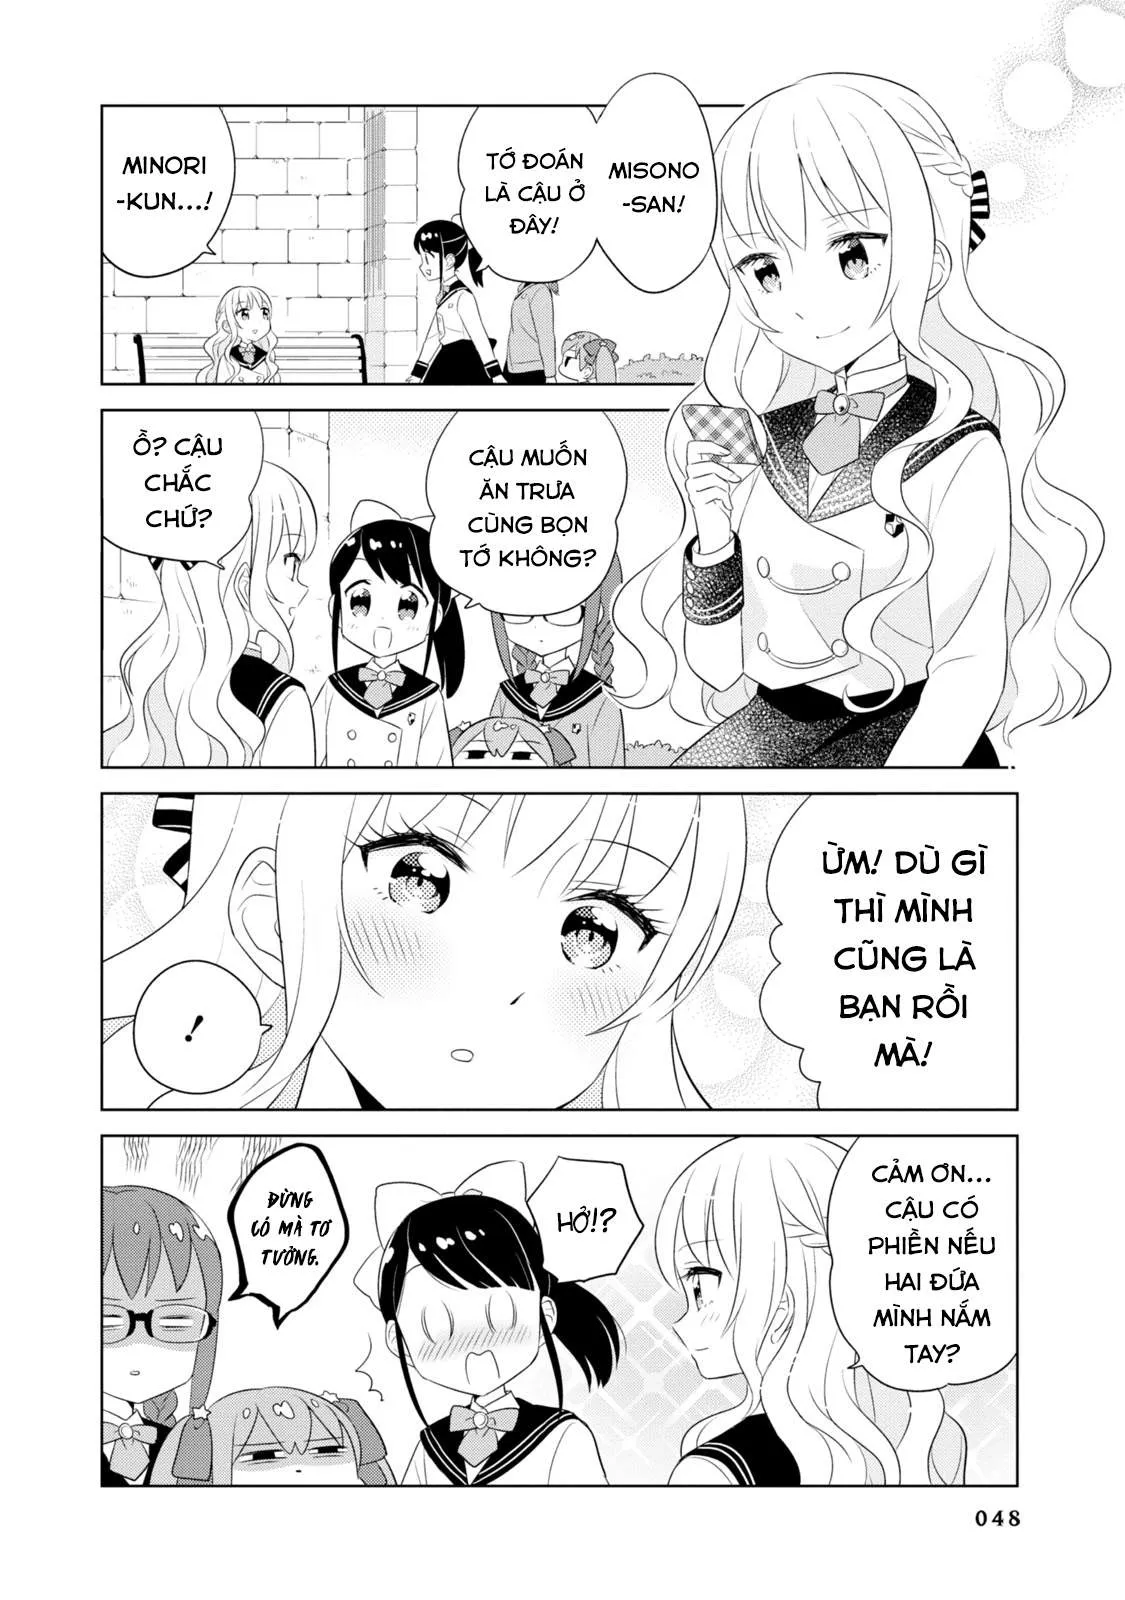 MISONO
-SAN!
TỚ ĐOÁN
LÀ CẬU Ở
ĐÂY!
MINORI
-KUN...!
CẬU MUỐN
ĂN TRƯA
CÙNG BỌN
TỚ KHÔNG?
Ồ? CẬU
CHẮC
CHỨ?
ỪM! DÙ GÌ
THÌ MÌNH
CŨNG LÀ
BẠN RỒI
MÀ!
!
CẢM ƠN...
CẬU CÓ
PHIỀN NẾU
HAI ĐỨA
MÌNH NẮM
TAY?
HỞ!?
ĐỪNG
CÓ MÀ TƠ
TƯỞNG.
048